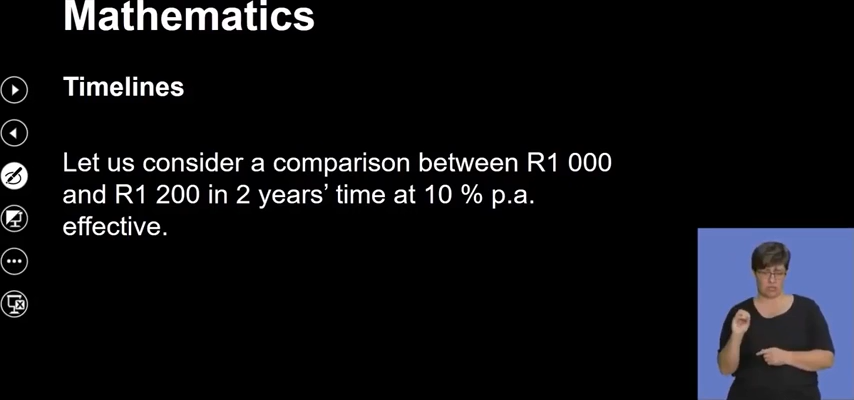 Mathematics
Timelines
Let us consider a comparison between R1 000
and R1 200 in 2 years’ time at 10 % p.a.
effective.